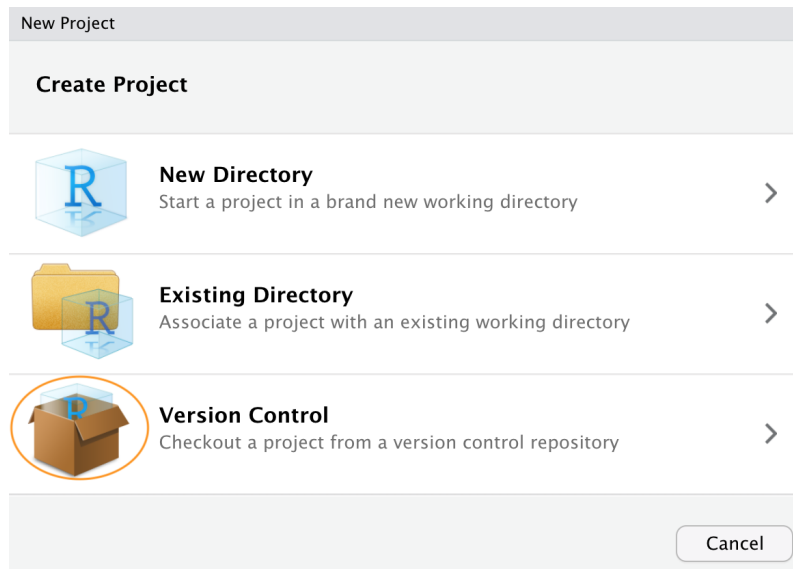 New Project
Create Project
R
New Directory
Start a project in a brand new working directory
R
Existing Directory
Associate a project with an existing working directory
R
Version Control
Checkout a project from a version control repository
Cancel